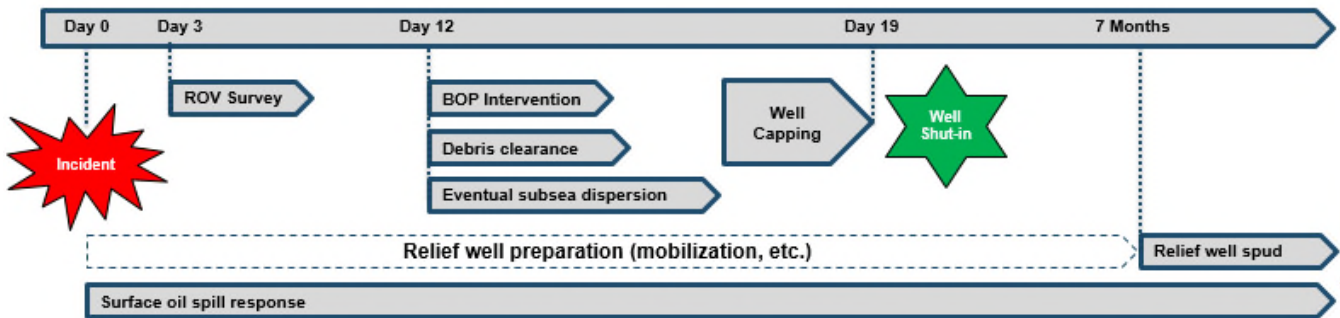 Day 0
Day 3
Day 12
Day 19
7 Months
ROV Survey
BOP Intervention
Well
Capping
Well
Shut-in
Incident
Debris clearance
Eventual subsea dispersion
Relief well preparation (mobilization, etc.)
Relief well spud
Surface oil spill response